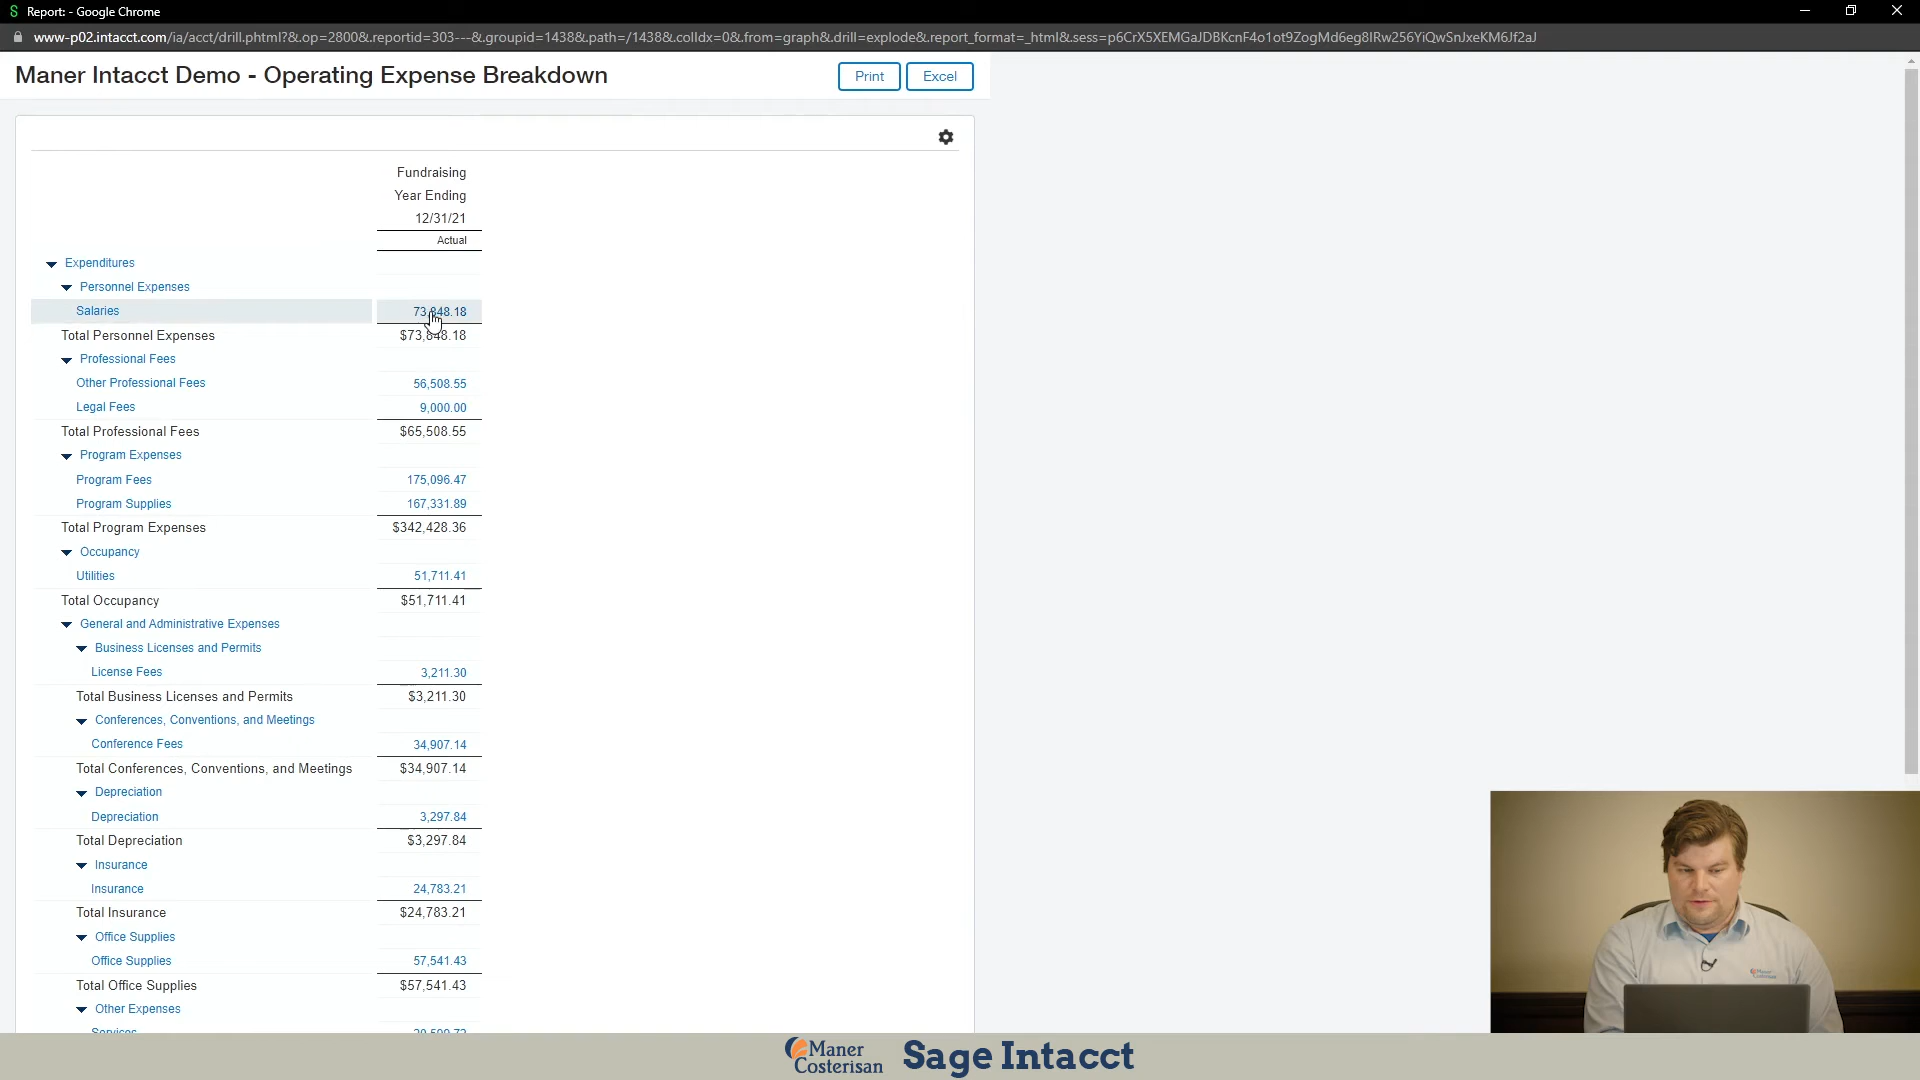 S Report: - Google Chrome
www-p02.intacct.com/ia/acct/drill.phtml?&.op=2800&.reportid=303---&.groupid=1438&.path=/1438&.colIdx=0&.from=graph&.drill=explode&.report_format=_html&.sess=p6CrX5XEMGaJDBKcnF4o1ot9ZogMd6eg8IRw256YiQwSnJxeKM6Jf2aJ
Maner Intacct Demo - Operating Expense Breakdown
Print Excel
Fundraising
Year Ending
12/31/21
Actual
Expenditures
Personnel Expenses
Salaries 73,848.18
Total Personnel Expenses $73,848.18
Professional Fees
Other Professional Fees 56,508.55
Legal Fees 9,000.00
Total Professional Fees $65,508.55
Program Expenses
Program Fees 175,096.47
Program Supplies 167,331.89
Total Program Expenses $342,428.36
Occupancy
Utilities 51,711.41
Total Occupancy $51,711.41
General and Administrative Expenses
Business Licenses and Permits
License Fees 3,211.30
Total Business Licenses and Permits $3,211.30
Conferences, Conventions, and Meetings
Conference Fees 34,907.14
Total Conferences, Conventions, and Meetings $34,907.14
Depreciation
Depreciation 3,297.84
Total Depreciation $3,297.84
Insurance
Insurance 24,783.21
Total Insurance $24,783.21
Office Supplies
Office Supplies 57,541.43
Total Office Supplies $57,541.43
Other Expenses
Services
Maner
Costerisan
Sage Intacct